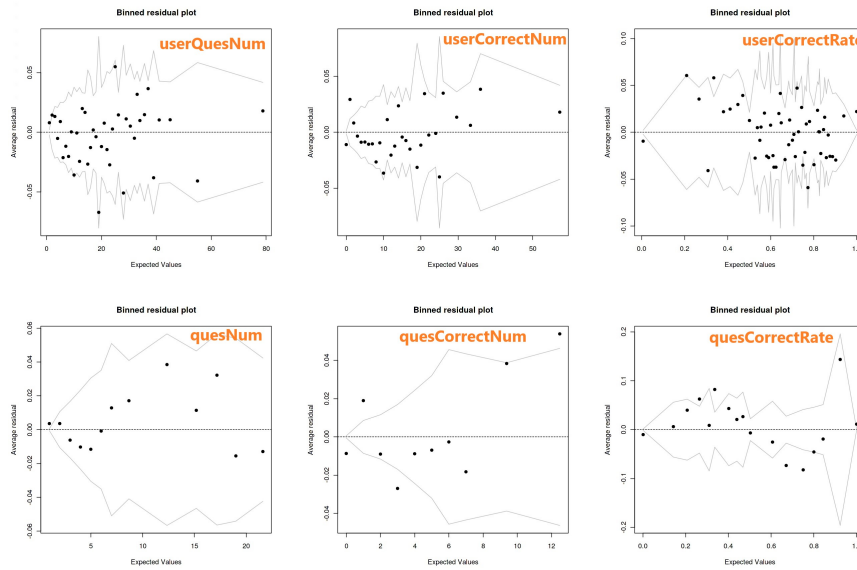 Binned residual plot
userQuesNum
Average residual
0.05
0.00
-0.05
0 20 40 60 80
Expected Values
Binned residual plot
userCorrectNum
Average residual
0.05
0.00
-0.05
0 10 20 30 40 50
Expected Values
Binned residual plot
userCorrectRate
Average residual
0.10
0.05
0.00
-0.05
-0.10
0.0 0.2 0.4 0.6 0.8 1.0
Expected Values
Binned residual plot
quesNum
Average residual
0.06
0.04
0.02
0.00
-0.02
-0.04
-0.06
5 10 15 20
Expected Values
Binned residual plot
quesCorrectNum
Average residual
0.04
0.02
0.00
-0.02
-0.04
0 2 4 6 8 10 12
Expected Values
Binned residual plot
quesCorrectRate
Average residual
0.2
0.1
0.0
-0.1
-0.2
0.0 0.2 0.4 0.6 0.8 1.0
Expected Values